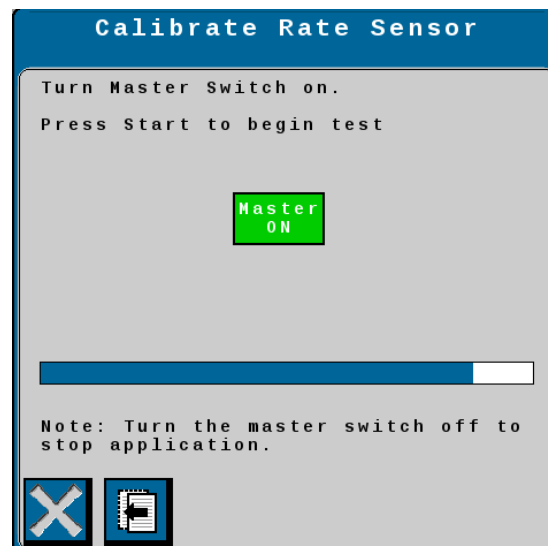 Calibrate Rate Sensor
Turn Master Switch on.
Press Start to begin test
Master
ON
Note: Turn the master switch off to
stop application.